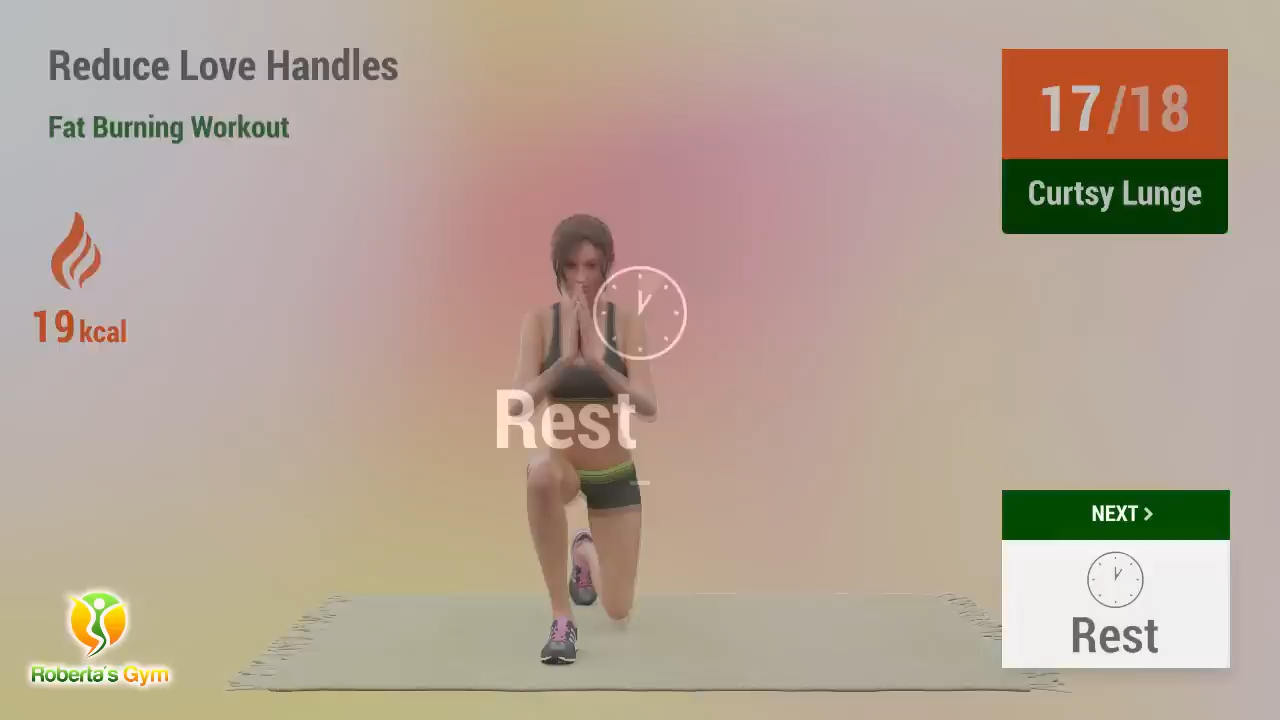 Reduce Love Handles
Fat Burning Workout
17/18
Curtsy Lunge
19 kcal
Rest
NEXT >
Rest
Roberta´s Gym